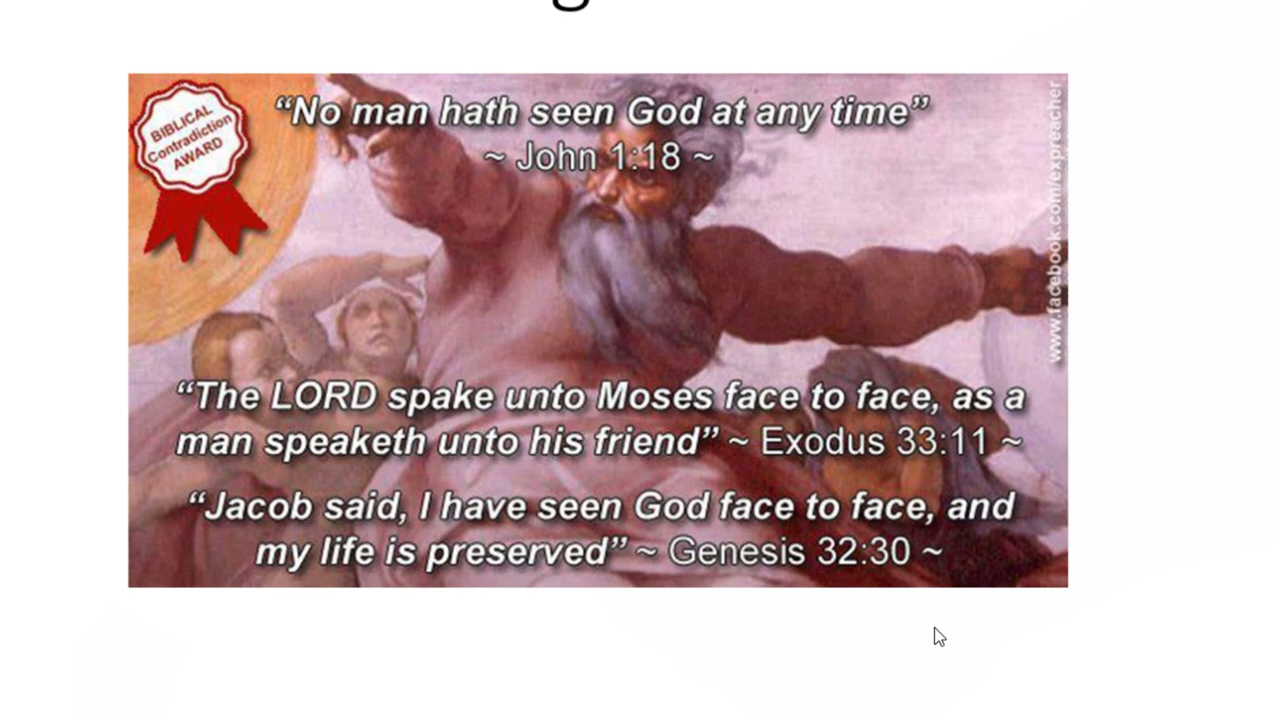 BIBLICAL
Contradiction
AWARD
“No man hath seen God at any time”
~ John 1:18 ~
www.facebook.com/expreacher
“The LORD spake unto Moses face to face, as a
man speaketh unto his friend” ~ Exodus 33:11 ~
“Jacob said, I have seen God face to face, and
my life is preserved” ~ Genesis 32:30 ~